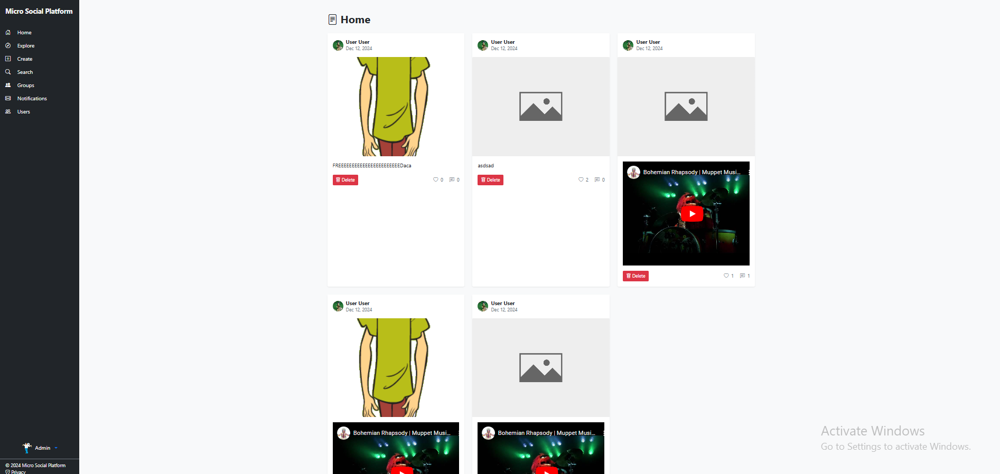 Micro Social Platform
Home
Explore
Create
Search
Groups
Notifications
Users
Admin
© 2024 Micro Social Platform
Privacy
Home
User User
Dec 12, 2024
FREEEEEEEEEEEEEEEEEEEEEEEDaca
Delete
0
0
User User
Dec 12, 2024
asdsad
Delete
2
0
User User
Dec 12, 2024
Bohemian Rhapsody | Muppet Musi...
Delete
1
1
User User
Dec 12, 2024
Bohemian Rhapsody | Muppet Musi...
User User
Dec 12, 2024
Bohemian Rhapsody | Muppet Musi...
Activate Windows
Go to Settings to activate Windows.